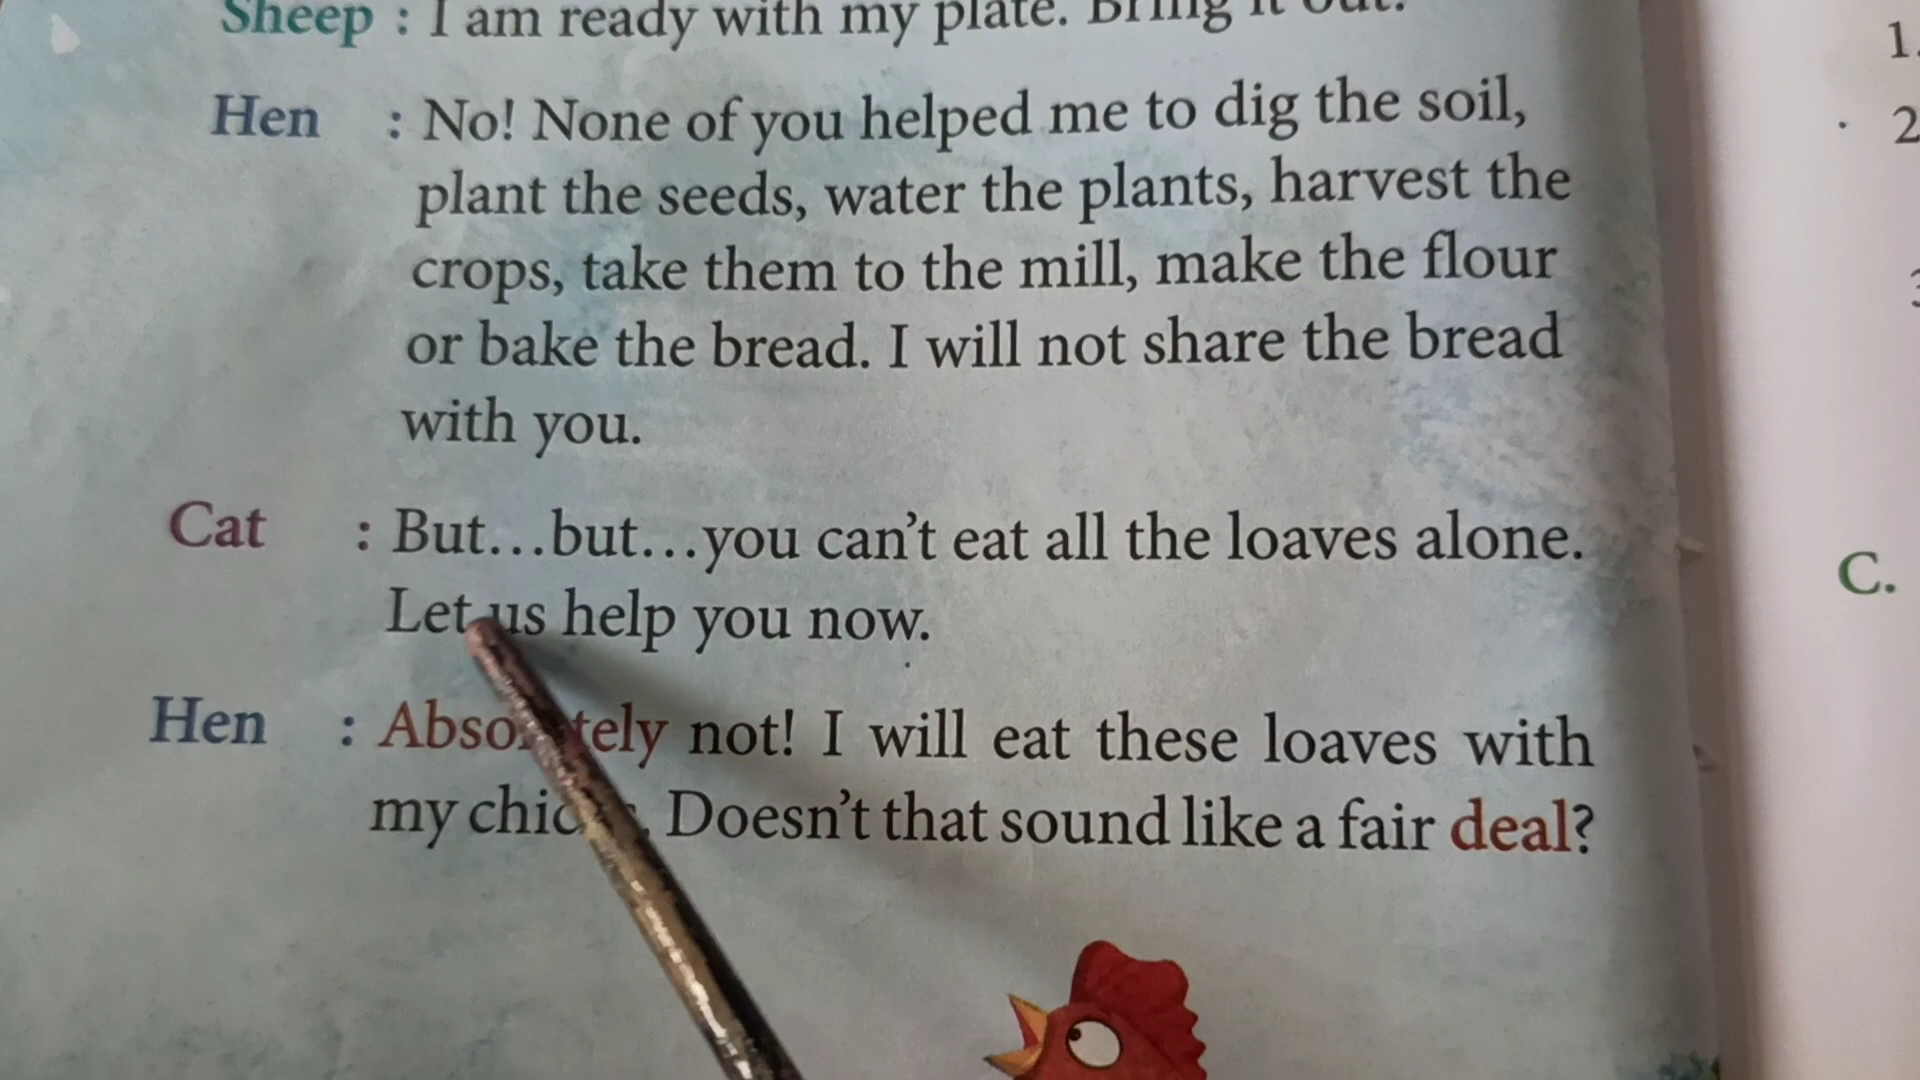 Sheep : I am ready with my plate. Bring it out.
Hen : No! None of you helped me to dig the soil,
plant the seeds, water the plants, harvest the
crops, take them to the mill, make the flour
or bake the bread. I will not share the bread
with you.
Cat : But...but...you can't eat all the loaves alone.
Let us help you now.
Hen : Absolutely not! I will eat these loaves with
my chicks. Doesn't that sound like a fair deal?
1.
2
3
C.